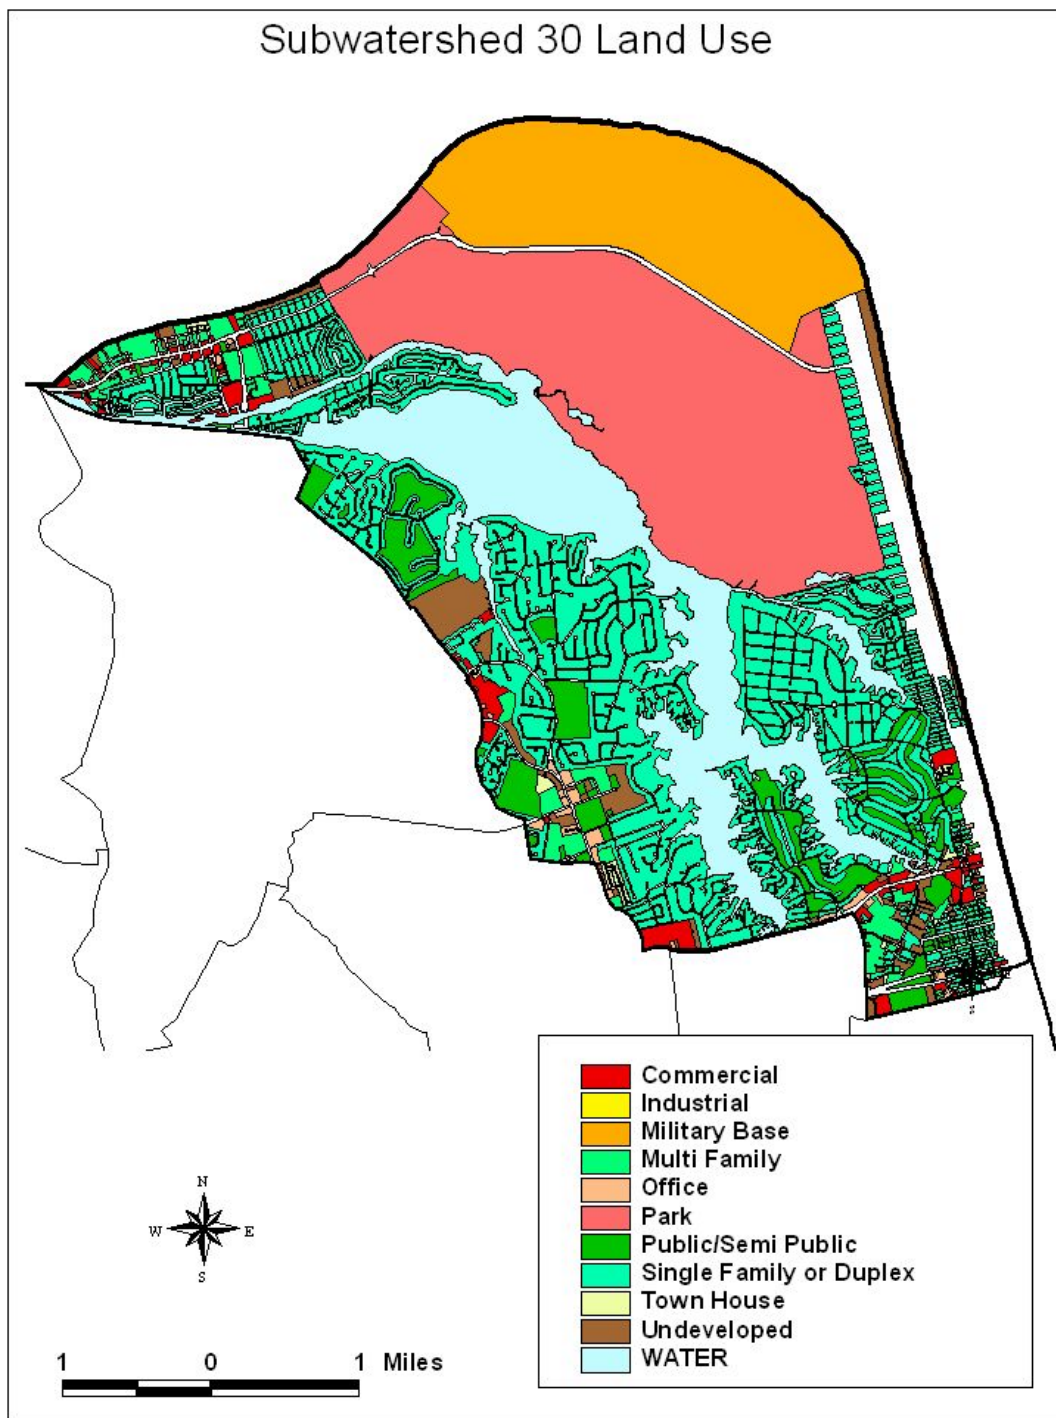 Subwatershed 30 Land Use
S
Commercial
Industrial
Military Base
Multi Family
Office
Park
Public/Semi Public
Single Family or Duplex
Town House
Undeveloped
WATER
N
W E
S
1 0 1 Miles